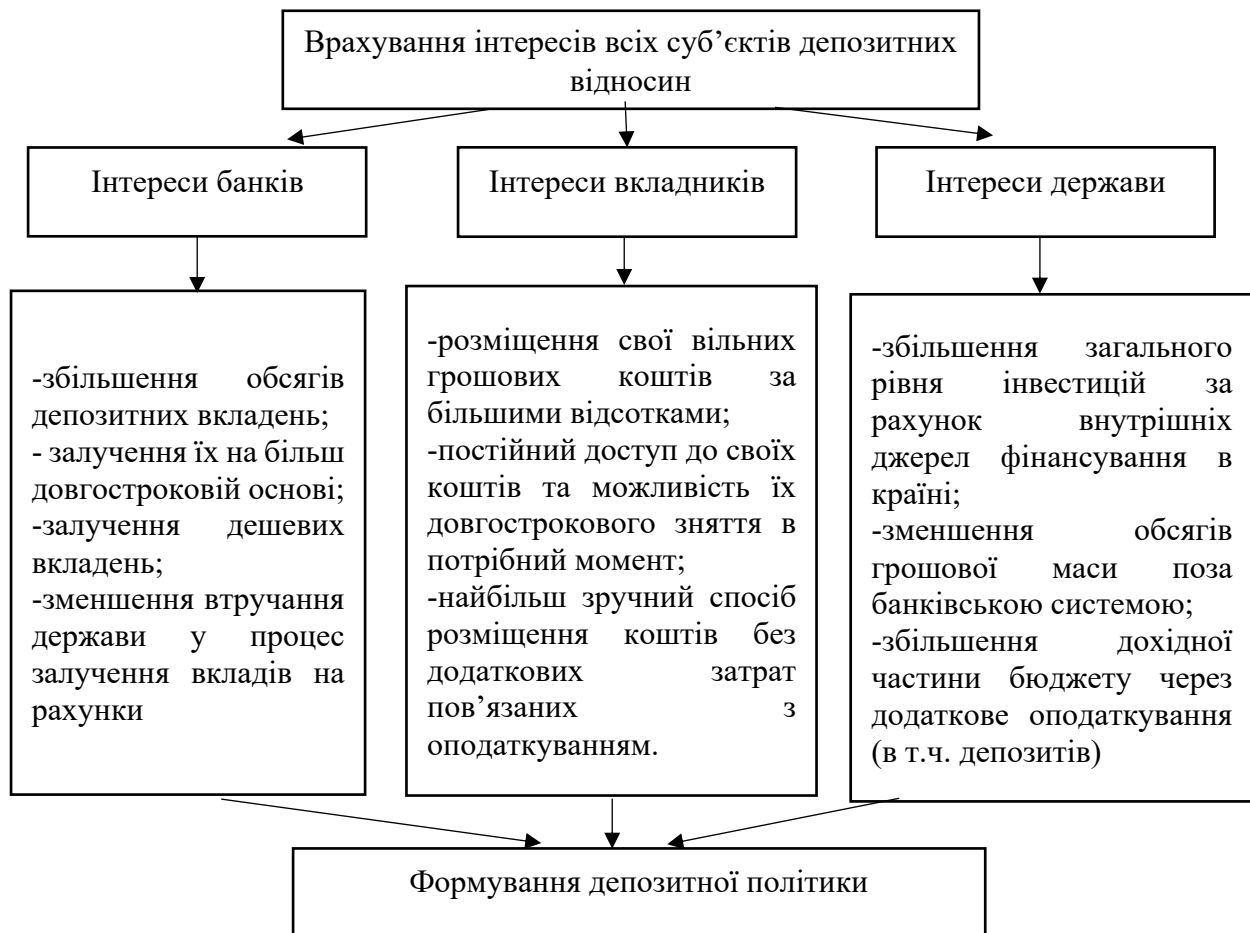 Врахування інтересів всіх суб’єктів депозитних
відносин
Інтереси банків
Інтереси вкладників
Інтереси держави
-збільшення обсягів
депозитних вкладень;
- залучення їх на більш
довгостроковій основі;
-залучення дешевих
вкладень;
-зменшення втручання
держави у процес
залучення вкладів на
рахунки
-розміщення свої вільних
грошових коштів за
більшими відсотками;
-постійний доступ до своїх
коштів та можливість їх
довгострокового зняття в
потрібний момент;
-найбільш зручний спосіб
розміщення коштів без
додаткових затрат
пов’язаних з
оподаткуванням.
-збільшення загального
рівня інвестицій за
рахунок внутрішніх
джерел фінансування в
країні;
-зменшення обсягів
грошової маси поза
банківською системою;
-збільшення дохідної
частини бюджету через
додаткове оподаткування
(в т.ч. депозитів)
Формування депозитної політики